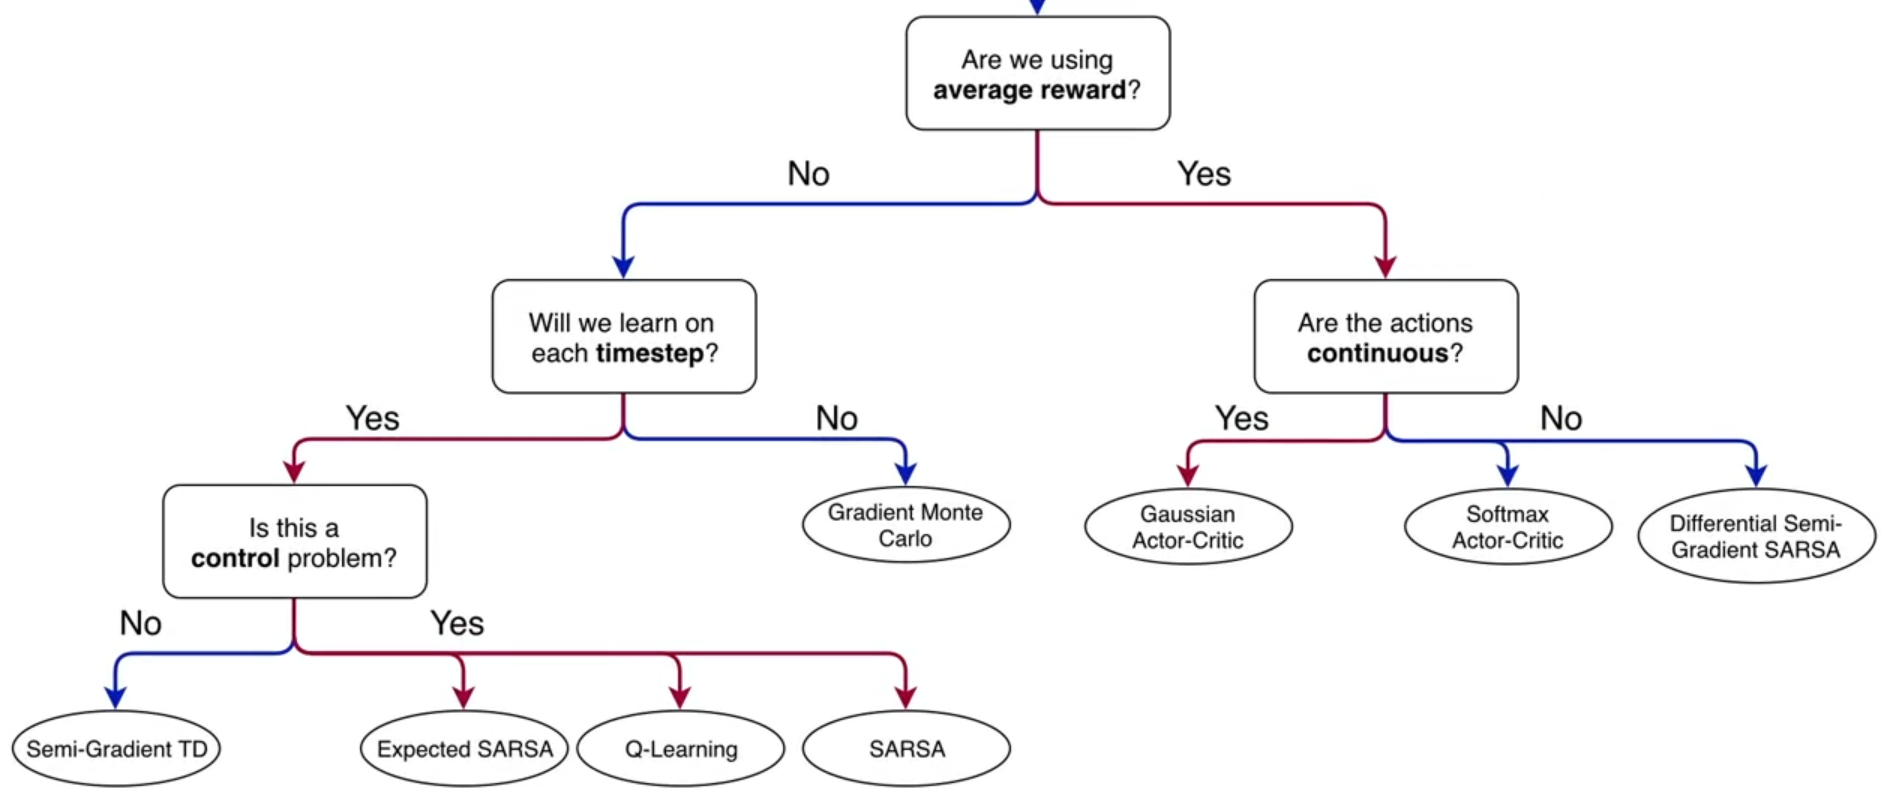 Are we using
average reward?
No
Yes
Will we learn on
each timestep?
Are the actions
continuous?
Yes
No
Yes
No
Is this a
control problem?
Gradient Monte
Carlo
Gaussian
Actor-Critic
Softmax
Actor-Critic
Differential Semi-
Gradient SARSA
No
Yes
Semi-Gradient TD
Expected SARSA
Q-Learning
SARSA